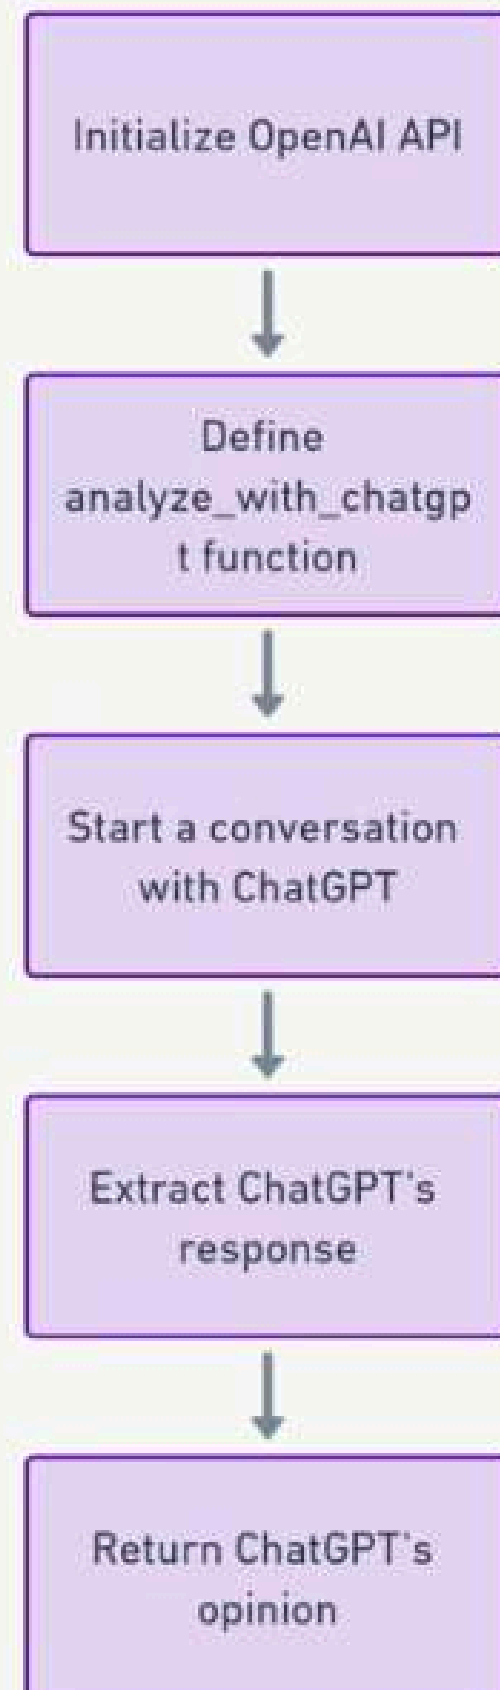 Initialize OpenAI API
Define
analyze_with_chatgp
t function
Start a conversation
with ChatGPT
Extract ChatGPT's
response
Return ChatGPT's
opinion